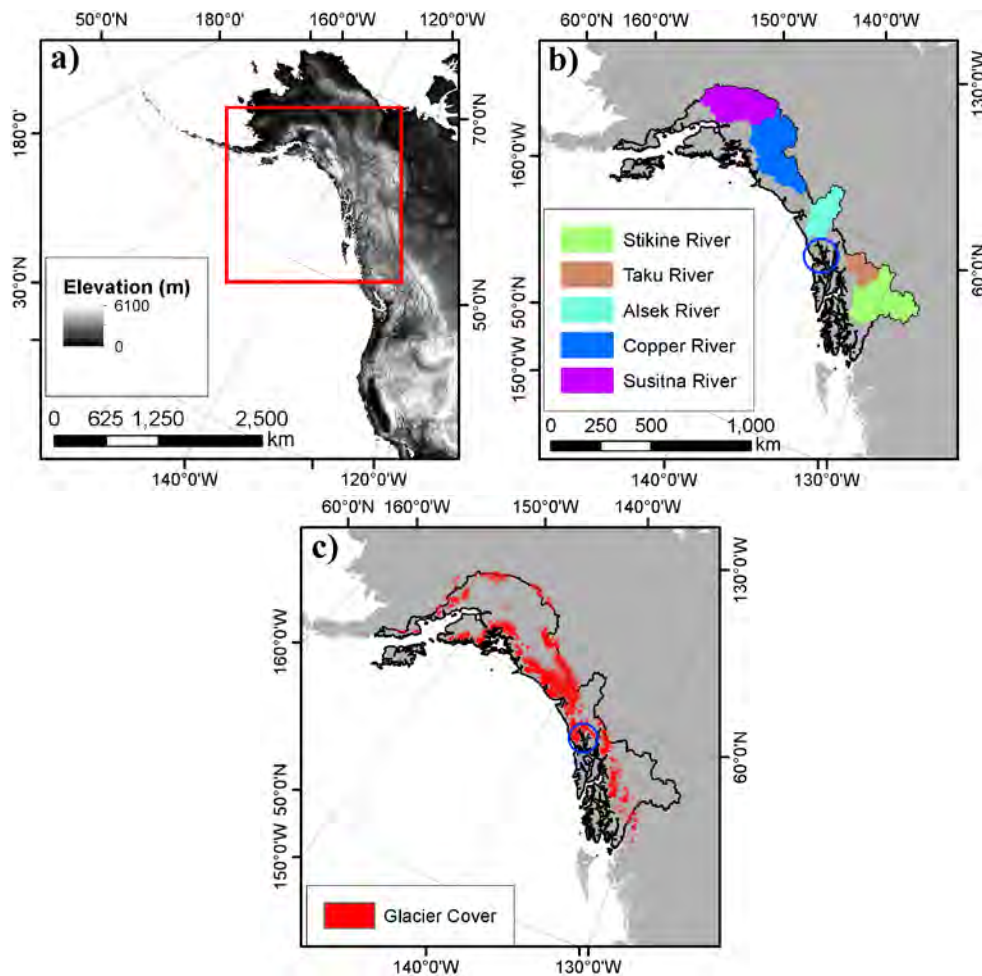 180°0'W 160°0'W 120°0'W
50°0'N 140°0'W
a)
180°0'
30°0'N
70°0'N
50°0'N
Elevation (m)
6100
0
0 625 1,250 2,500
km
140°0'W 120°0'W
60°0'N 160°0'W 150°0'W 140°0'W
b)
130°0'W
160°0'W
60°0'N
50°0'N
150°0'W
Stikine River
Taku River
Alsek River
Copper River
Susitna River
0 250 500 1,000
km
140°0'W 130°0'W
60°0'N 160°0'W 150°0'W 140°0'W
c)
130°0'W
160°0'W
60°0'N
50°0'N
150°0'W
Glacier Cover
140°0'W 130°0'W